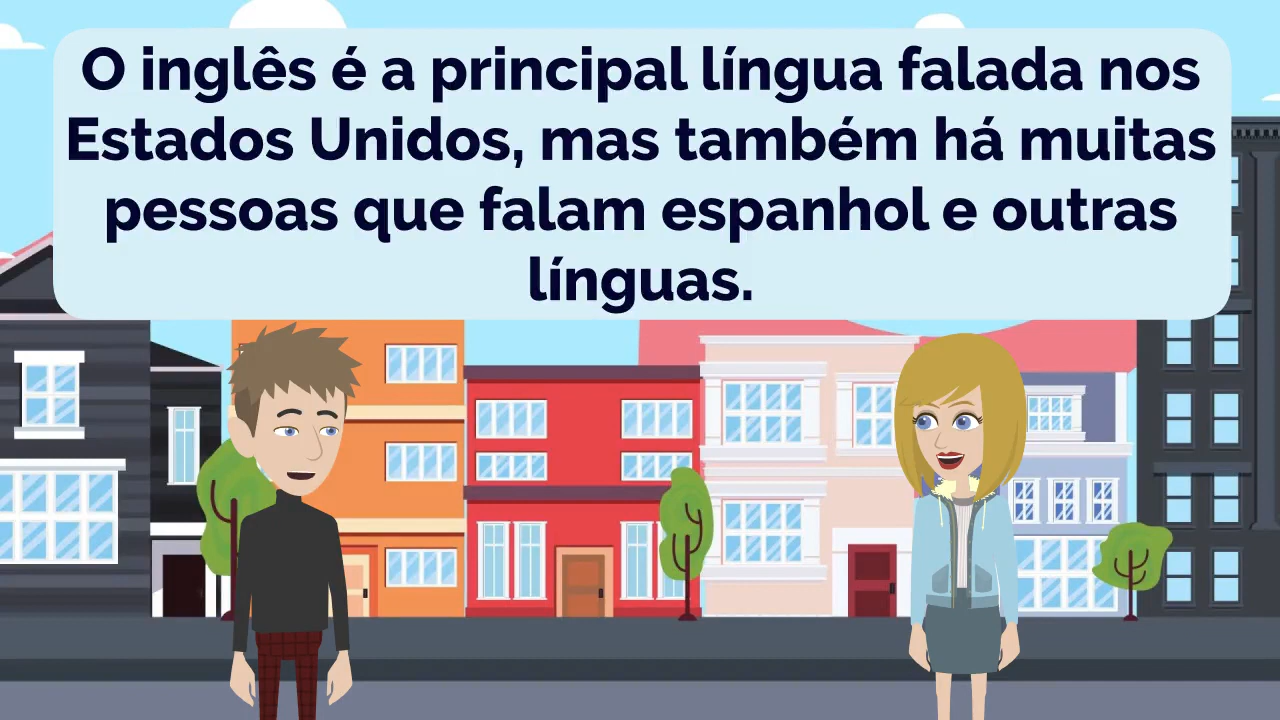 O inglês é a principal língua falada nos
Estados Unidos, mas também há muitas
pessoas que falam espanhol e outras
línguas.